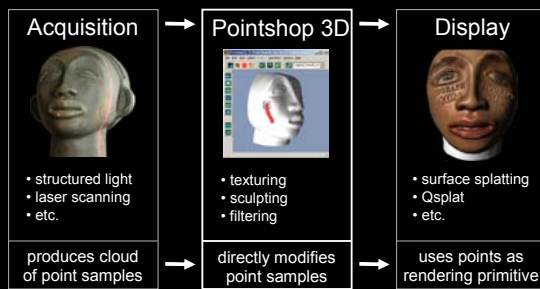 Acquisition
Pointshop 3D
Display
• structured light
• laser scanning
• etc.
• texturing
• sculpting
• filtering
• surface splatting
• Qsplat
• etc.
produces cloud
of point samples
directly modifies
point samples
uses points as
rendering primitive